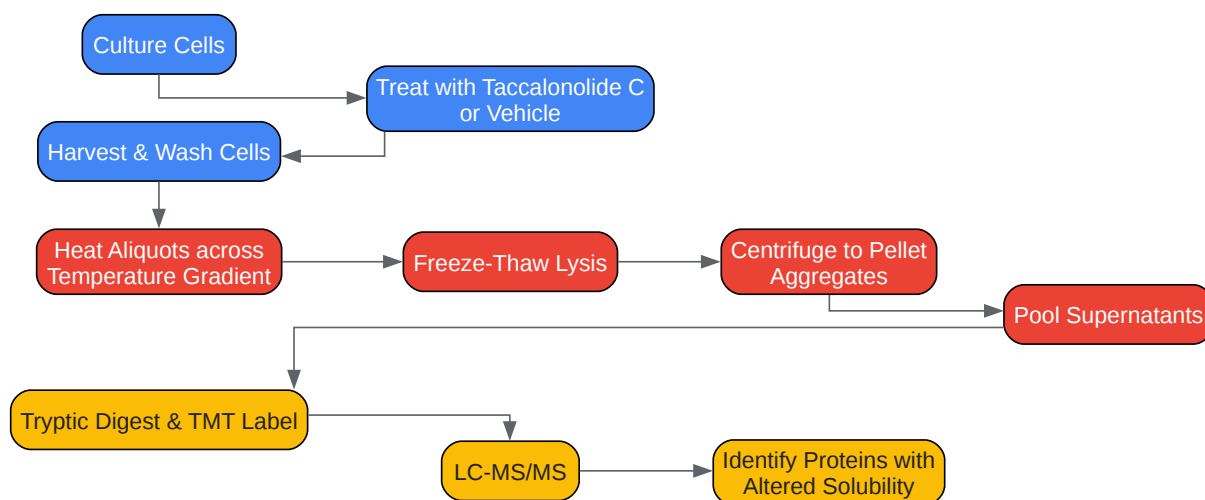 Culture Cells
Treat with Taccalonolide C
or Vehicle
Harvest & Wash Cells
Heat Aliquots across
Temperature Gradient
Freeze-Thaw Lysis
Centrifuge to Pellet
Aggregates
Pool Supernatants
Tryptic Digest & TMT Label
LC-MS/MS
Identify Proteins with
Altered Solubility